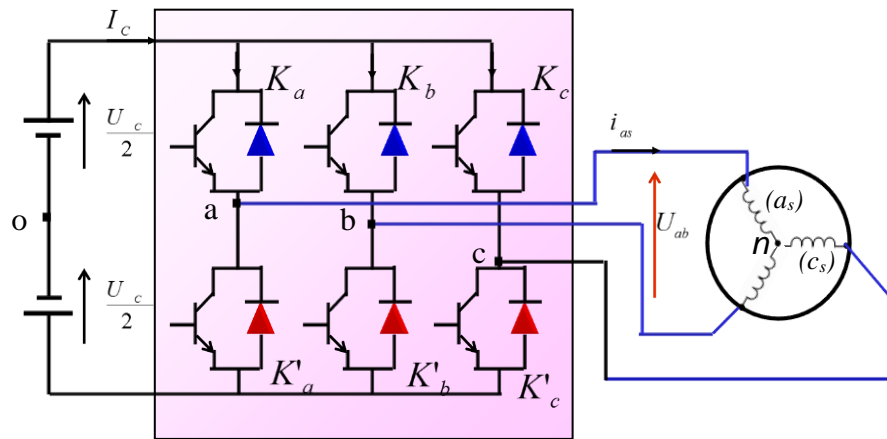 I_C
K_a
K_b
K_c
U_c
2
i_as
a
(a_s)
o
b
U_ab
n
c
(c_s)
U_c
2
K'_a
K'_b
K'_c